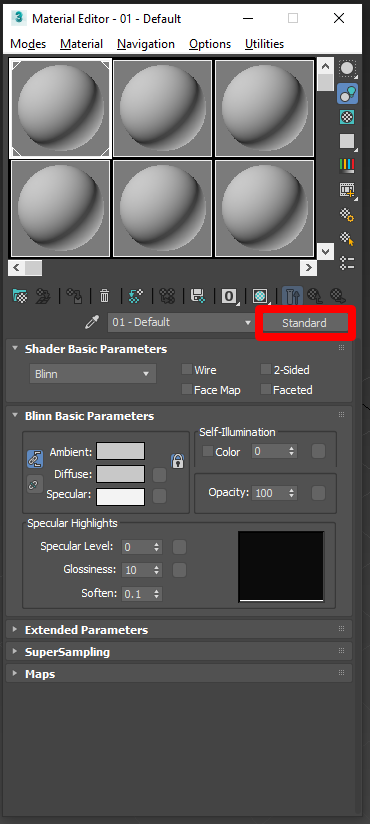 3 Material Editor - 01 - Default
Modes Material Navigation Options Utilities
0
01 - Default Standard
Shader Basic Parameters
Blinn Wire 2-Sided
Face Map Faceted
Blinn Basic Parameters
Self-Illumination
Ambient: Color 0
Diffuse:
Specular: Opacity: 100
Specular Highlights
Specular Level: 0
Glossiness: 10
Soften: 0.1
Extended Parameters
SuperSampling
Maps